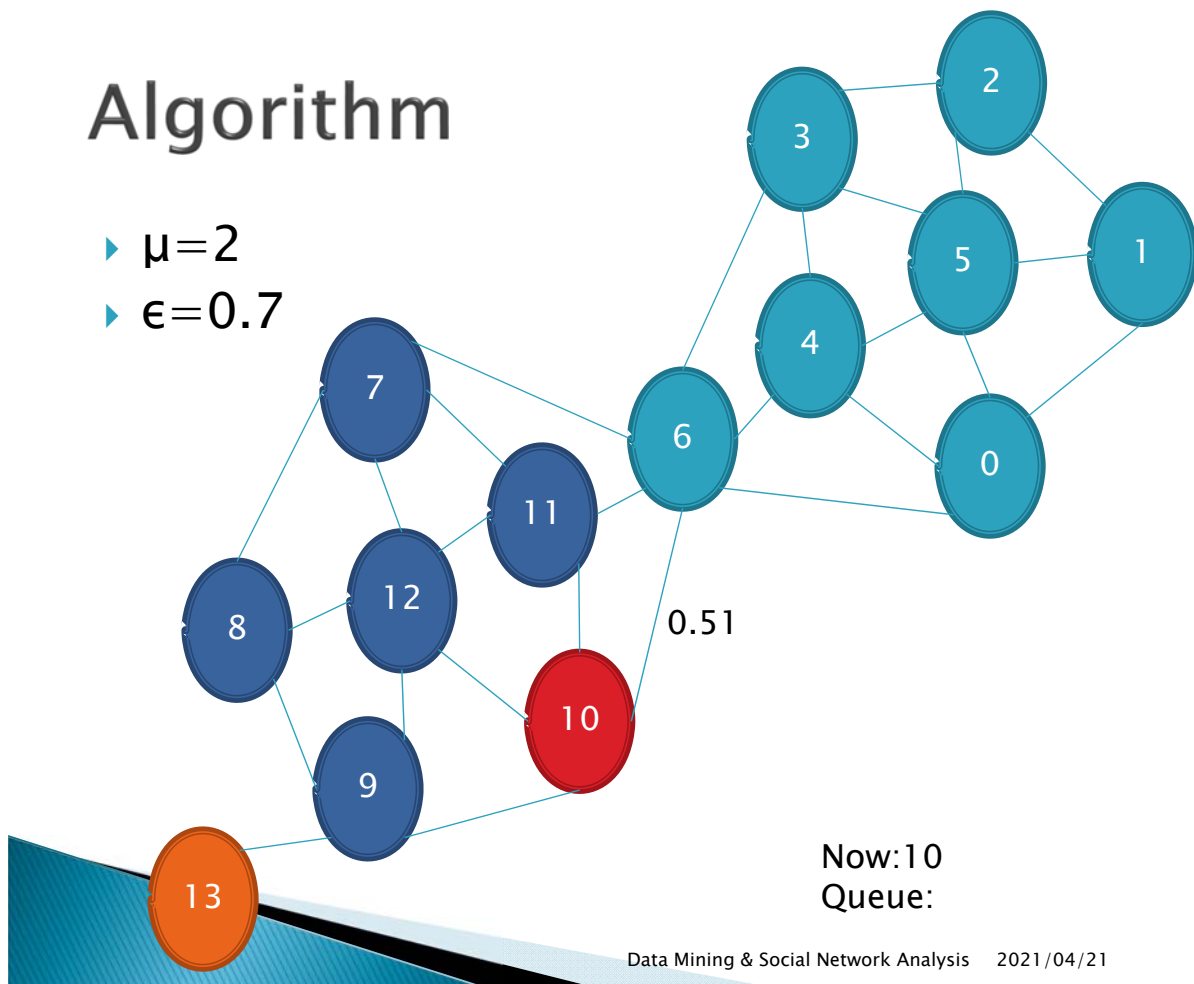 Algorithm
μ=2
ϵ=0.7
2
3
1
5
4
7
6
0
11
12
8
0.51
10
9
13
Now:10
Queue:
Data Mining & Social Network Analysis 2021/04/21